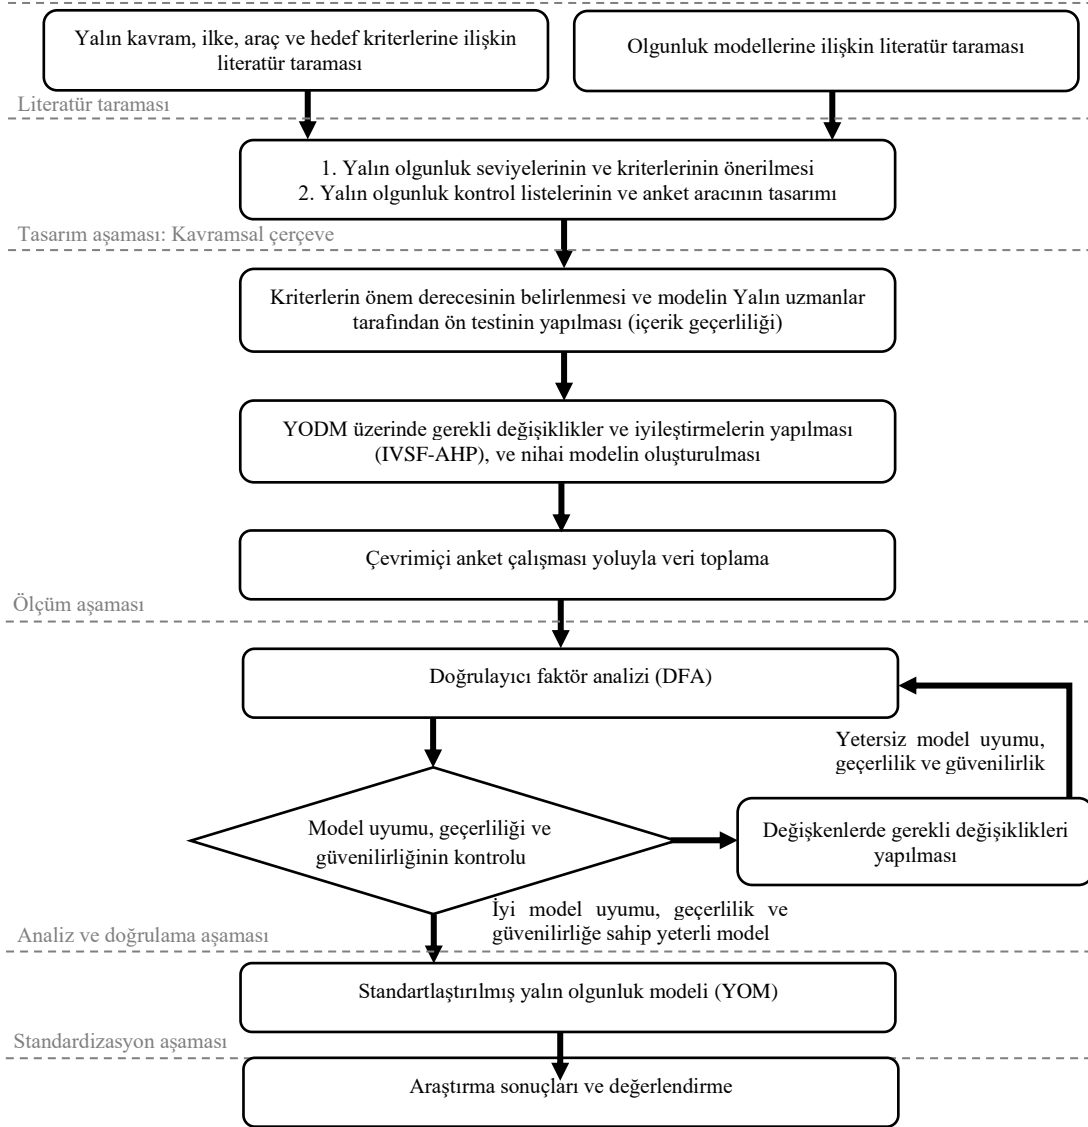 Yalın kavram, ilke, araç ve hedef kriterlerine ilişkin
literatür taraması
Olgunluk modellerine ilişkin literatür taraması
Literatür taraması
1. Yalın olgunluk seviyelerinin ve kriterlerinin önerilmesi
2. Yalın olgunluk kontrol listelerinin ve anket aracının tasarımı
Tasarım aşaması: Kavramsal çerçeve
Kriterlerin önem derecesinin belirlenmesi ve modelin Yalın uzmanlar
tarafından ön testinin yapılması (içerik geçerliliği)
YODM üzerinde gerekli değişiklikler ve iyileştirmelerin yapılması
(IVSF-AHP), ve nihai modelin oluşturulması
Çevrimiçi anket çalışması yoluyla veri toplama
Ölçüm aşaması
Doğrulayıcı faktör analizi (DFA)
Yetersiz model uyumu,
geçerlilik ve güvenilirlik
Model uyumu, geçerliliği ve
güvenilirliğinin kontrolu
Değişkenlerde gerekli değişiklikleri
yapılması
İyi model uyumu, geçerlilik ve
güvenilirliğe sahip yeterli model
Analiz ve doğrulama aşaması
Standartlaştırılmış yalın olgunluk modeli (YOM)
Standardizasyon aşaması
Araştırma sonuçları ve değerlendirme